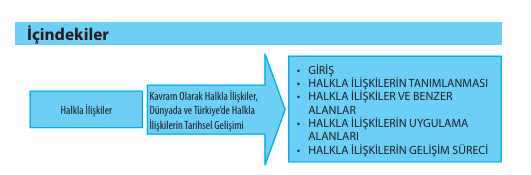 İçindekiler
Halkla İlişkiler
Kavram Olarak Halkla İlişkiler,
Dünyada ve Türkiye'de Halkla
İlişkilerin Tarihsel Gelişimi
• GİRİŞ
• HALKLA İLİŞKİLERİN TANIMLANMASI
• HALKLA İLİŞKİLER VE BENZER
ALANLAR
• HALKLA İLİŞKİLERİN UYGULAMA
ALANLARI
• HALKLA İLİŞKİLERİN GELİŞİM SÜRECİ